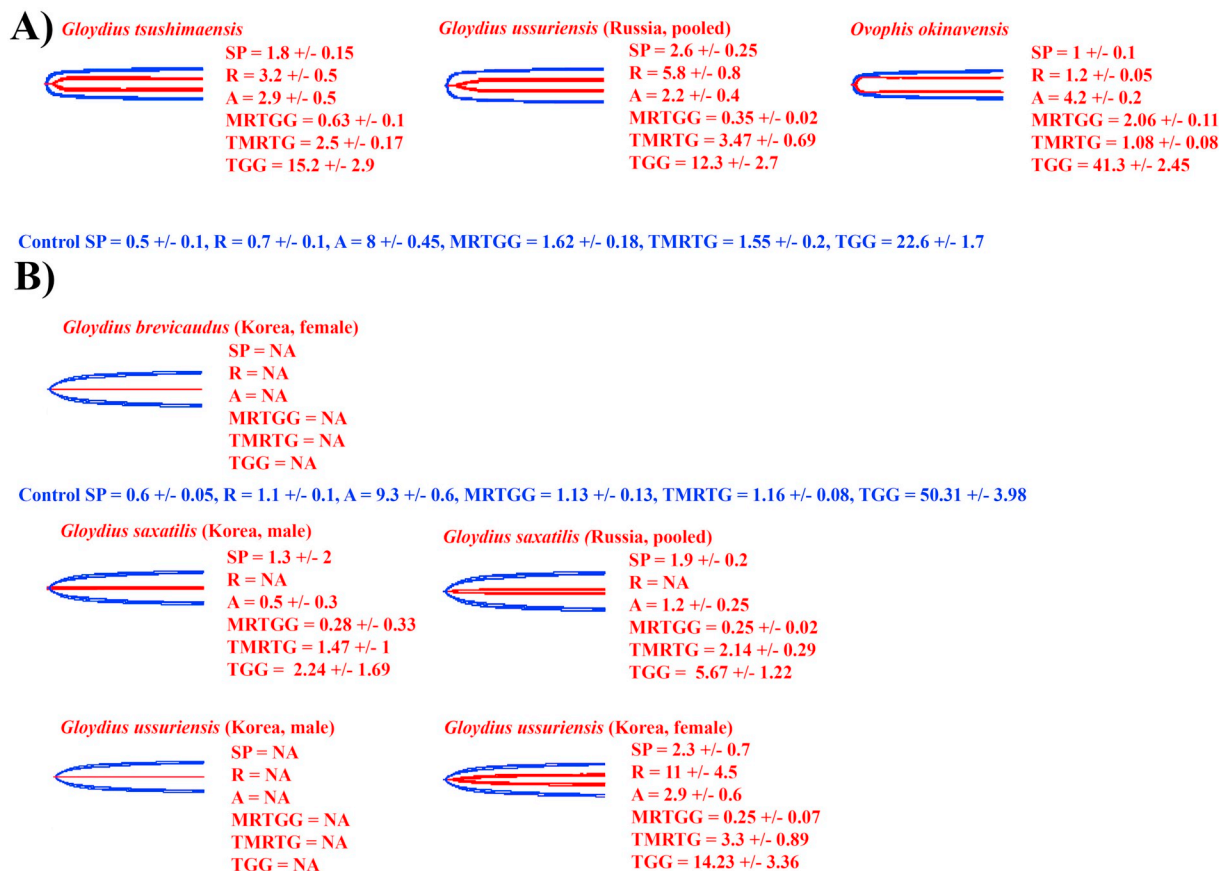 A)
Gloydius tsushimaensis
SP = 1.8 +/- 0.15
R = 3.2 +/- 0.5
A = 2.9 +/- 0.5
MRTGG = 0.63 +/- 0.1
TMRTG = 2.5 +/- 0.17
TGG = 15.2 +/- 2.9
Gloydius ussuriensis (Russia, pooled)
SP = 2.6 +/- 0.25
R = 5.8 +/- 0.8
A = 2.2 +/- 0.4
MRTGG = 0.35 +/- 0.02
TMRTG = 3.47 +/- 0.69
TGG = 12.3 +/- 2.7
Ovophis okinavensis
SP = 1 +/- 0.1
R = 1.2 +/- 0.05
A = 4.2 +/- 0.2
MRTGG = 2.06 +/- 0.11
TMRTG = 1.08 +/- 0.08
TGG = 41.3 +/- 2.45
Control SP = 0.5 +/- 0.1, R = 0.7 +/- 0.1, A = 8 +/- 0.45, MRTGG = 1.62 +/- 0.18, TMRTG = 1.55 +/- 0.2, TGG = 22.6 +/- 1.7
B)
Gloydius brevicaudus (Korea, female)
SP = NA
R = NA
A = NA
MRTGG = NA
TMRTG = NA
TGG = NA
Control SP = 0.6 +/- 0.05, R = 1.1 +/- 0.1, A = 9.3 +/- 0.6, MRTGG = 1.13 +/- 0.13, TMRTG = 1.16 +/- 0.08, TGG = 50.31 +/- 3.98
Gloydius saxatilis (Korea, male)
SP = 1.3 +/- 2
R = NA
A = 0.5 +/- 0.3
MRTGG = 0.28 +/- 0.33
TMRTG = 1.47 +/- 1
TGG = 2.24 +/- 1.69
Gloydius saxatilis (Russia, pooled)
SP = 1.9 +/- 0.2
R = NA
A = 1.2 +/- 0.25
MRTGG = 0.25 +/- 0.02
TMRTG = 2.14 +/- 0.29
TGG = 5.67 +/- 1.22
Gloydius ussuriensis (Korea, male)
SP = NA
R = NA
A = NA
MRTGG = NA
TMRTG = NA
TGG = NA
Gloydius ussuriensis (Korea, female)
SP = 2.3 +/- 0.7
R = 11 +/- 4.5
A = 2.9 +/- 0.6
MRTGG = 0.25 +/- 0.07
TMRTG = 3.3 +/- 0.89
TGG = 14.23 +/- 3.36